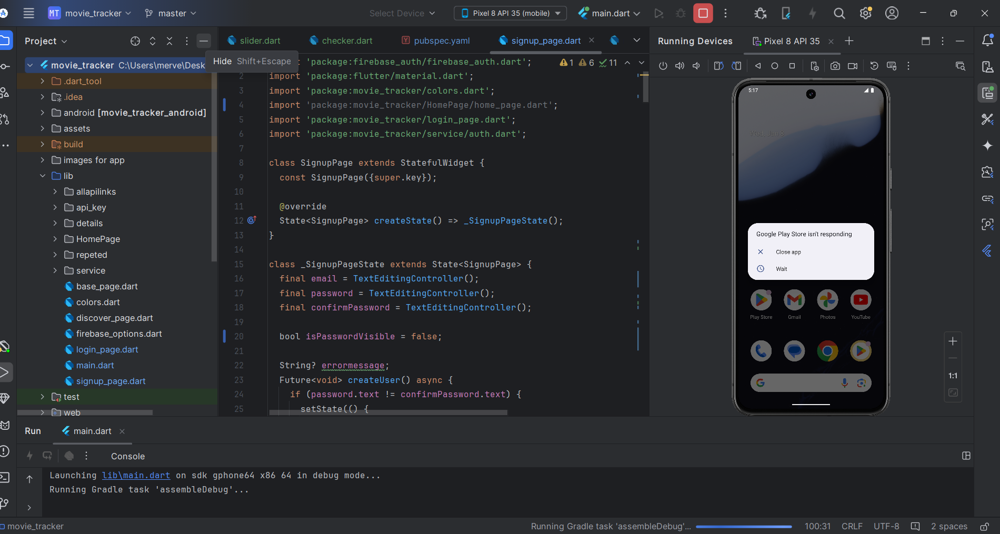 MT movie_tracker
master
Select Device
Pixel 8 API 35 (mobile)
main.dart
Project
slider.dart
checker.dart
pubspec.yaml
signup_page.dart
Running Devices
Pixel 8 API 35
Hide Shift+Escape
movie_tracker C:\Users\merve\Desk
.dart_tool
.idea
android [movie_tracker_android]
assets
build
images for app
lib
allapilinks
api_key
details
HomePage
repeted
service
base_page.dart
colors.dart
discover_page.dart
firebase_options.dart
login_page.dart
main.dart
signup_page.dart
test
web
1 6 11
'package:firebase_auth/firebase_auth.dart';
2 import 'package:flutter/material.dart';
3 import 'package:movie_tracker/colors.dart';
4 import 'package:movie_tracker/HomePage/home_page.dart';
5 import 'package:movie_tracker/login_page.dart';
6 import 'package:movie_tracker/service/auth.dart';
7
8 class SignupPage extends StatefulWidget {
9 const SignupPage({super.key});
10
11 @override
12 State<SignupPage> createState() => _SignupPageState();
13 }
14
15 class _SignupPageState extends State<SignupPage> {
16 final email = TextEditingController();
17 final password = TextEditingController();
18 final confirmPassword = TextEditingController();
19
20 bool isPasswordVisible = false;
21
22 String? errormessage;
23 Future<void> createUser() async {
24 if (password.text != confirmPassword.text) {
25 setState(() {
5:17
Wed, Jan 8
Google Play Store isn't responding
Close app
Wait
Play Store
Gmail
Photos
YouTube
1:1
Run
main.dart
Console
Launching lib\main.dart on sdk gphone64 x86 64 in debug mode...
Running Gradle task 'assembleDebug'...
movie_tracker
Running Gradle task 'assembleDebug'...
100:31
CRLF
UTF-8
2 spaces